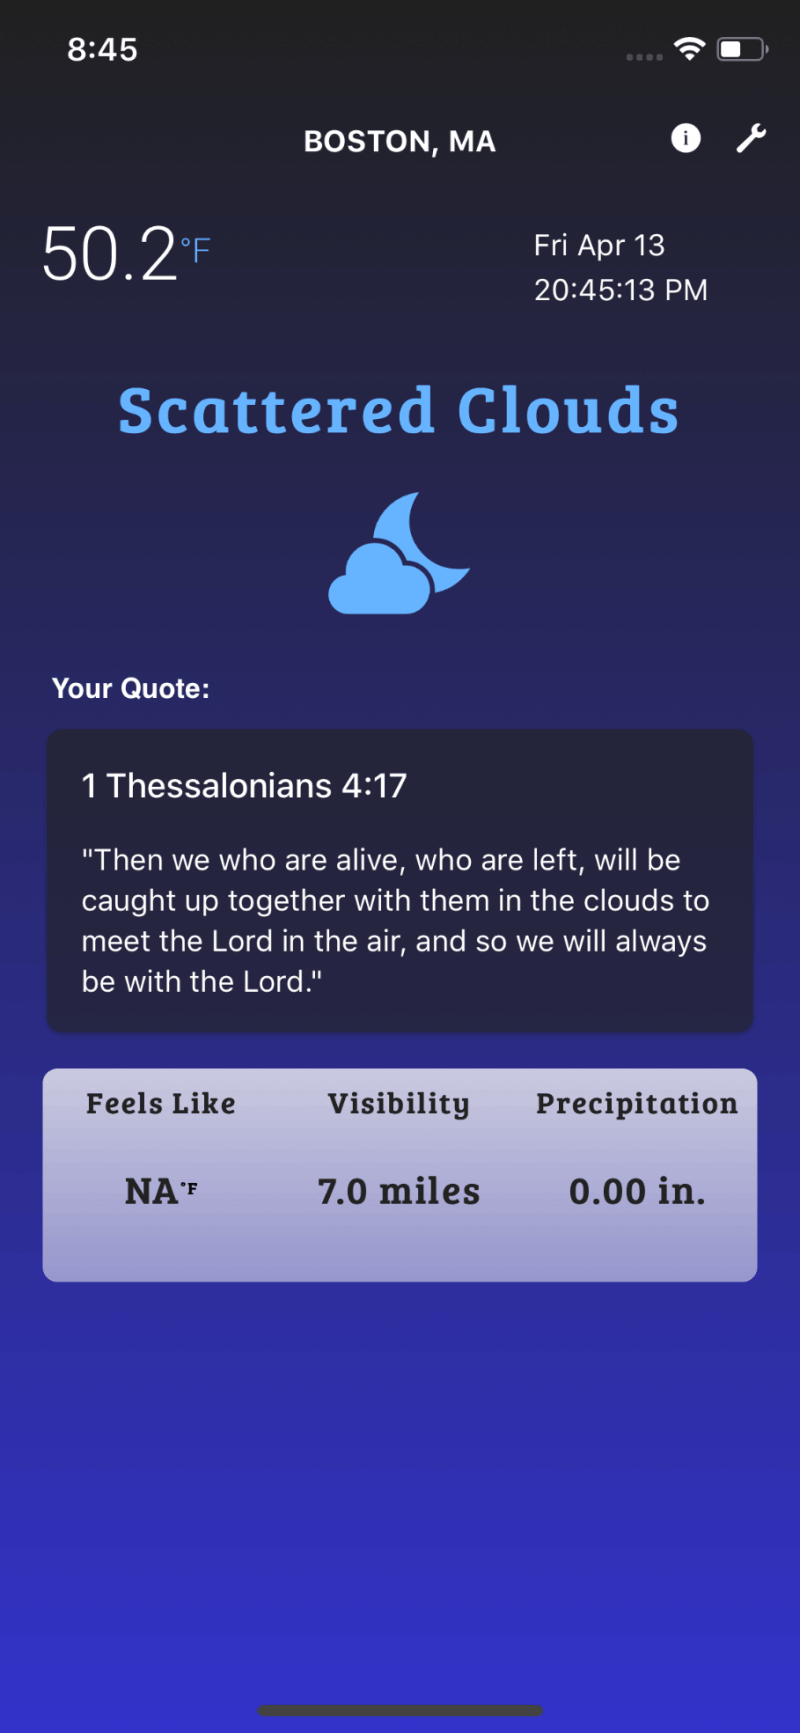 8:45
BOSTON, MA
50.2°F
Fri Apr 13
20:45:13 PM
Scattered Clouds
Your Quote:
1 Thessalonians 4:17
"Then we who are alive, who are left, will be
caught up together with them in the clouds to
meet the Lord in the air, and so we will always
be with the Lord."
Feels Like Visibility Precipitation
NA°F 7.0 miles 0.00 in.